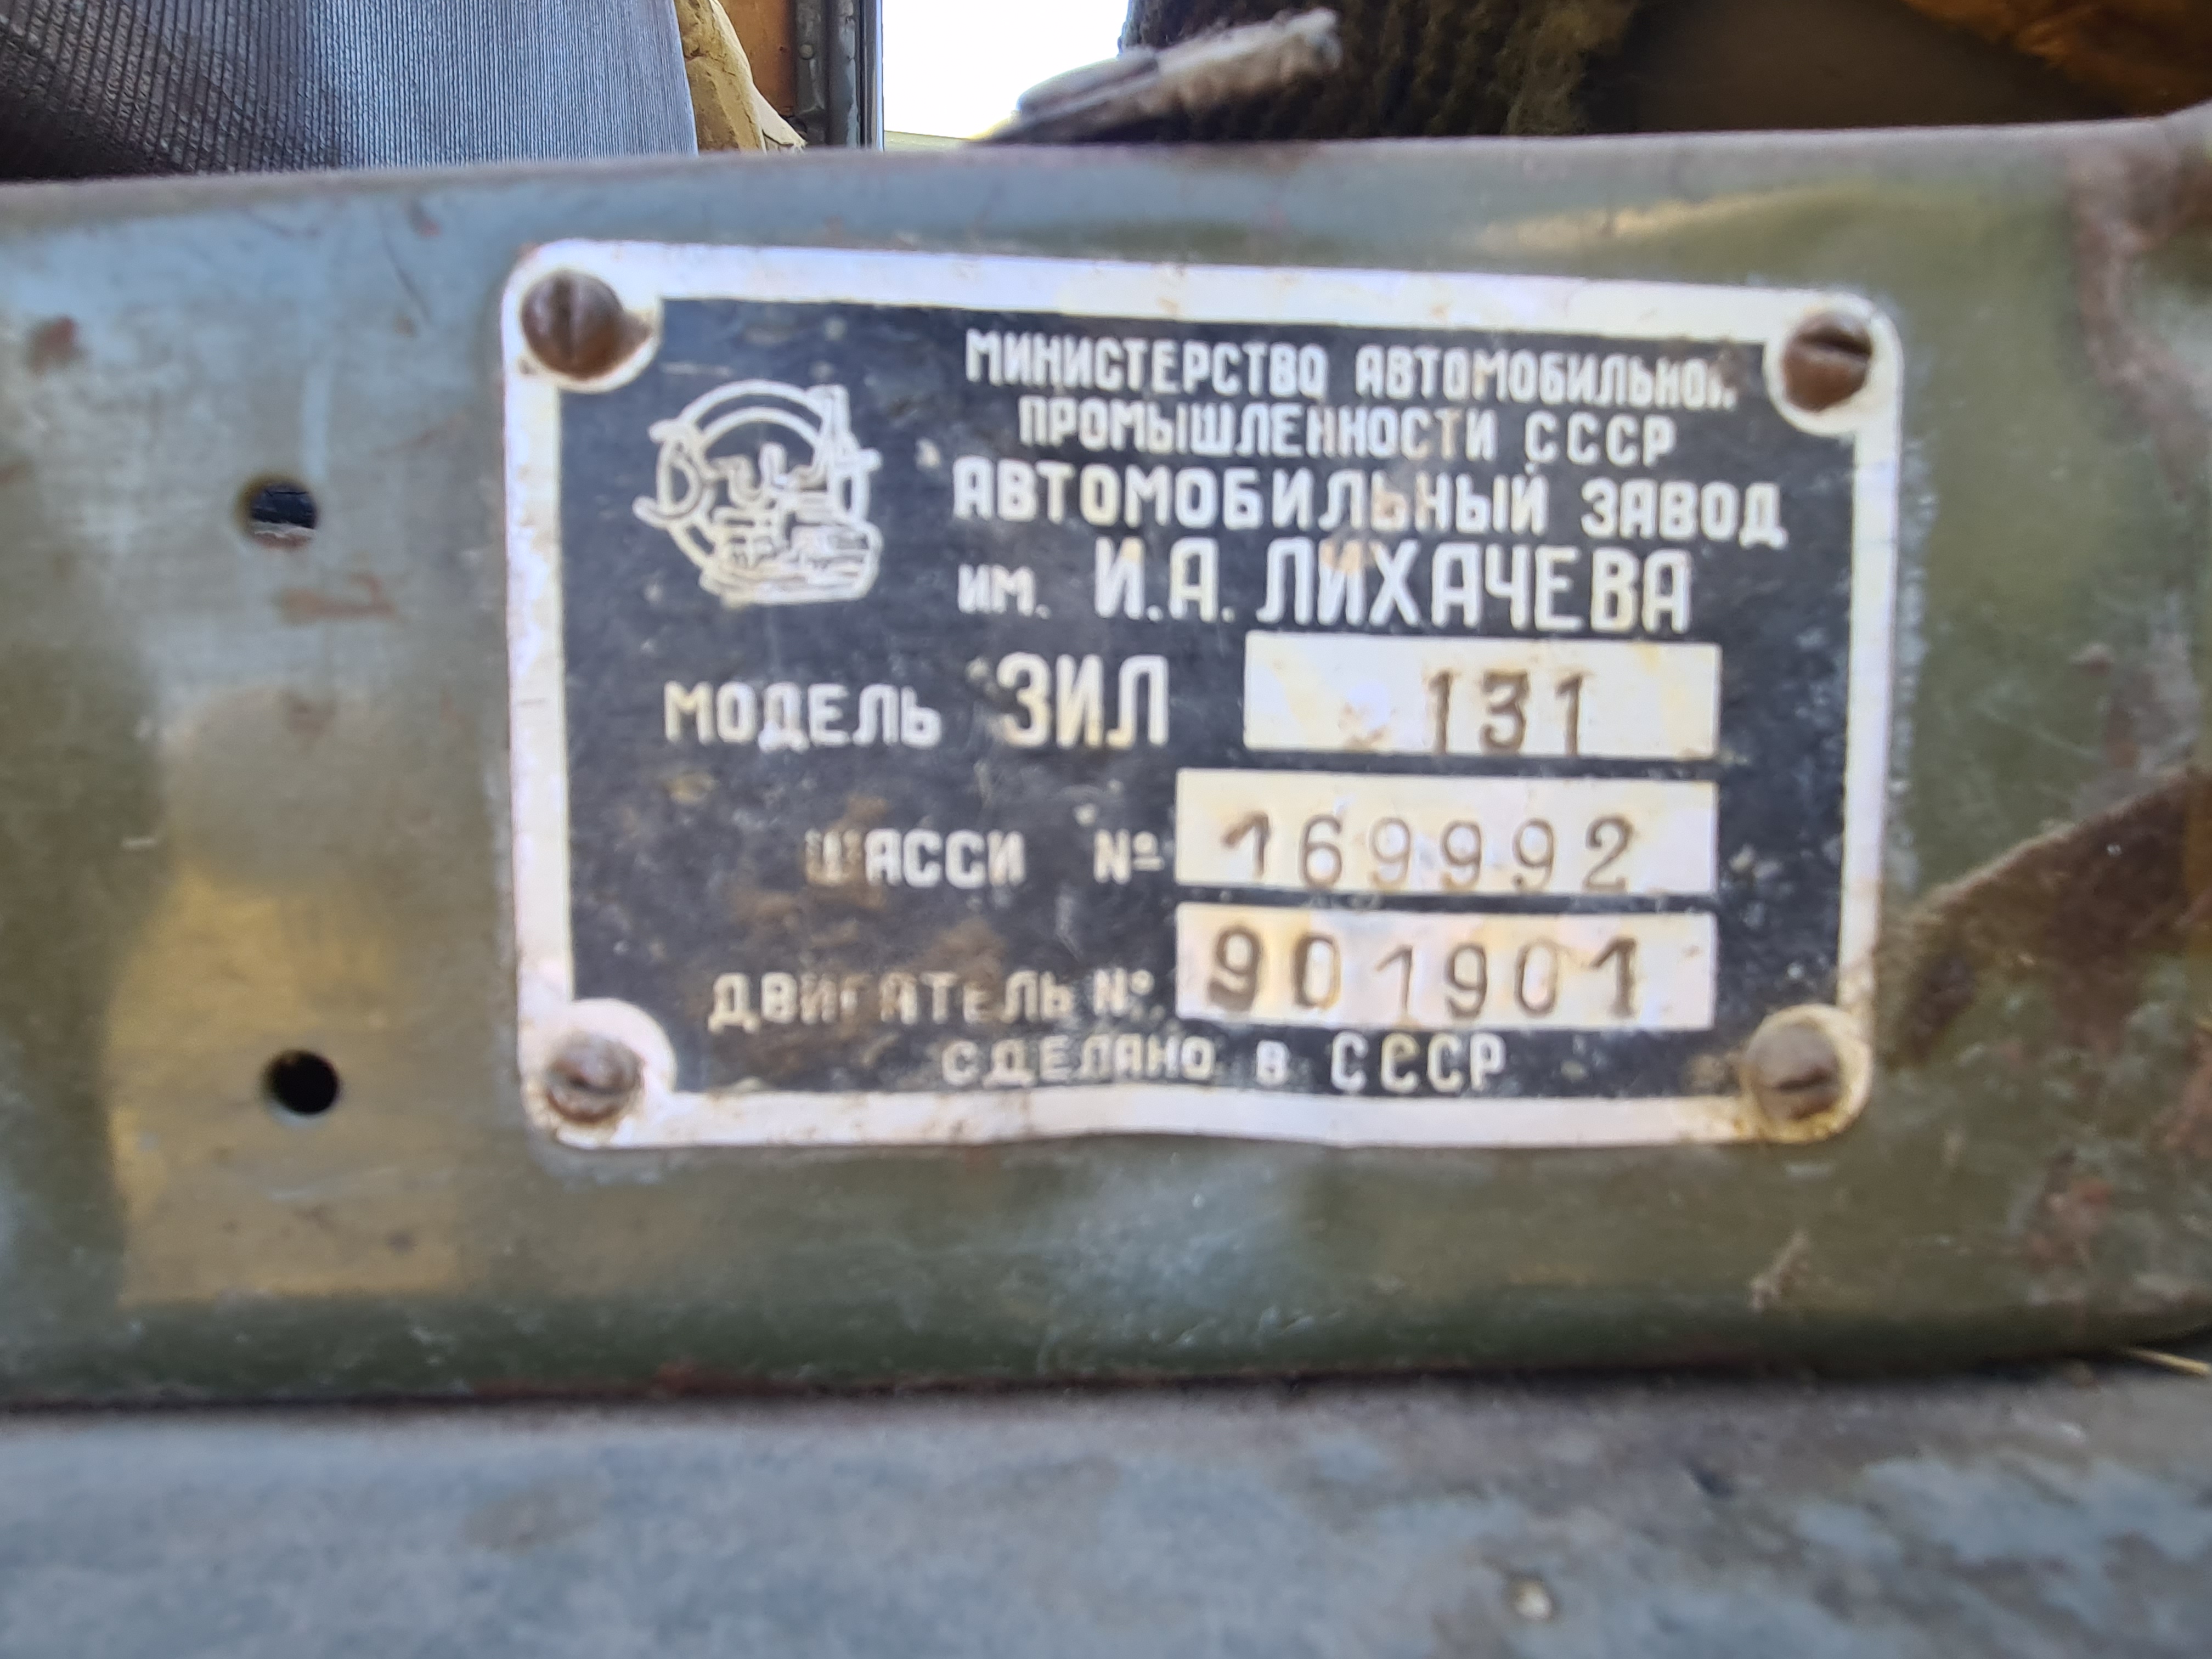 МИНИСТЕРСТВО АВТОМОБИЛЬНОЙ
ПРОМЫШЛЕННОСТИ СССР
АВТОМОБИЛЬНЫЙ ЗАВОД
ИМ. И.А. ЛИХАЧЕВА
МОДЕЛЬ ЗИЛ 131
ШАССИ № 169992
ДВИГАТЕЛЬ № 901901
СДЕЛАНО В СССР